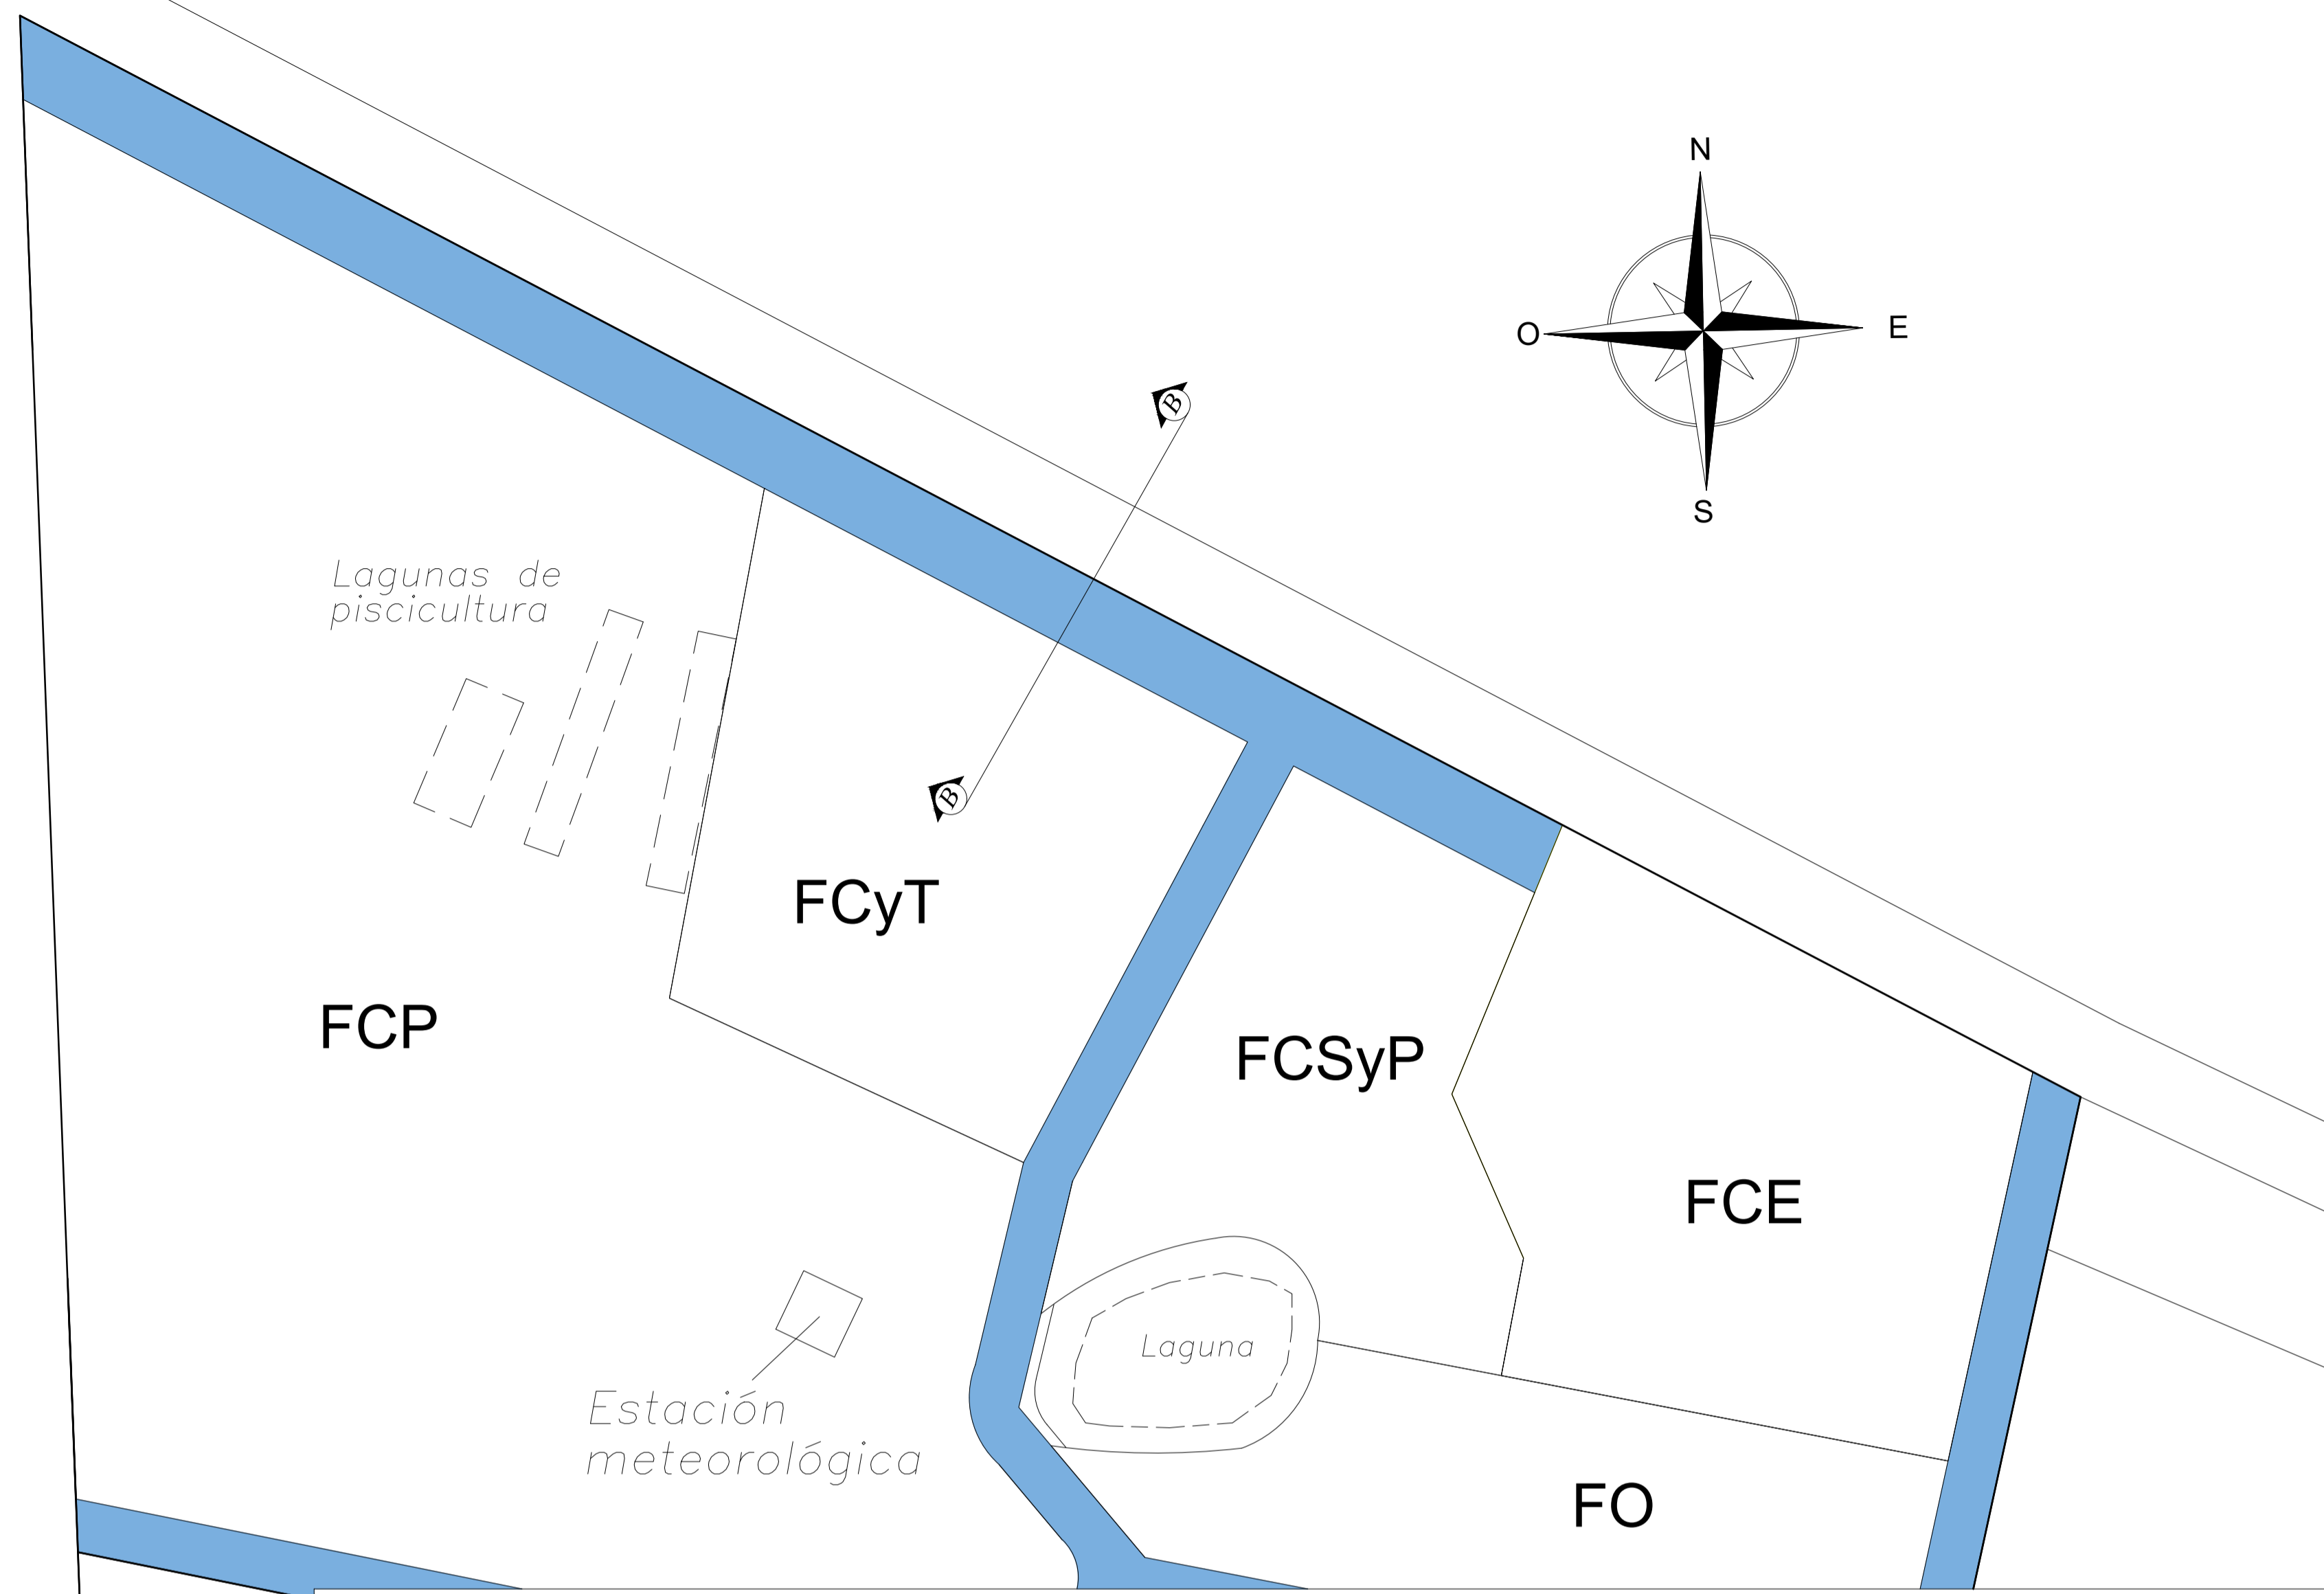 N
O
E
S
B
Lagunas de
piscicultura
B
FCyT
FCP
FCSyP
FCE
Laguna
Estación
meteorológica
FO